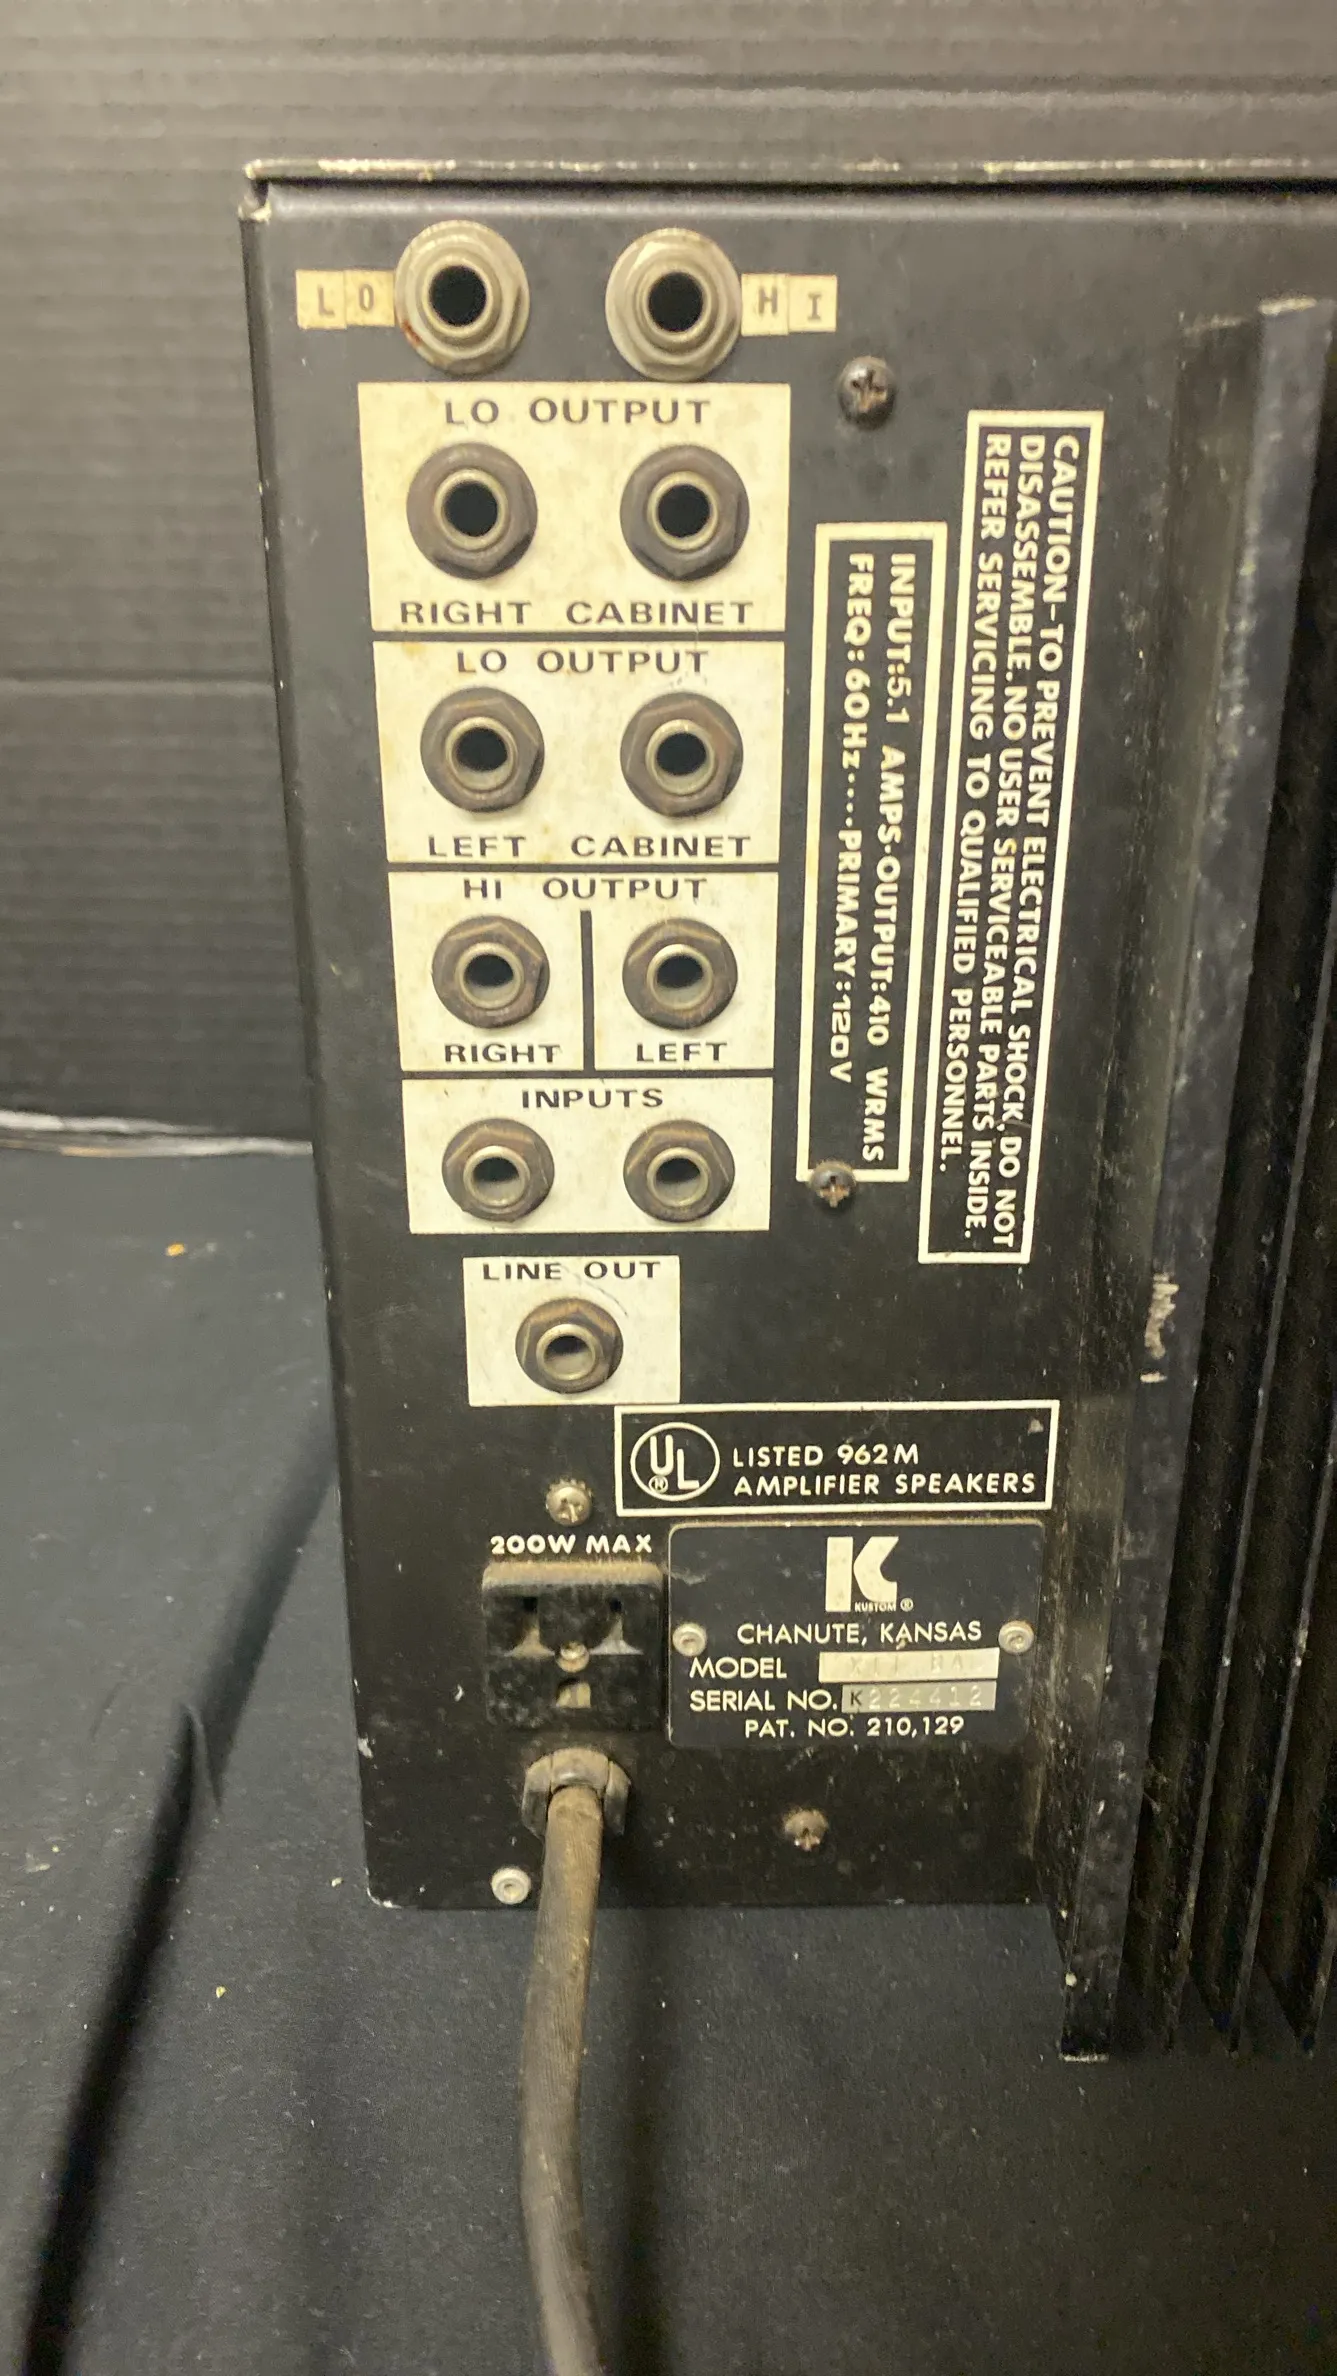 LO
HI
LO OUTPUT
RIGHT CABINET
LO OUTPUT
LEFT CABINET
HI OUTPUT
RIGHT LEFT
INPUTS
LINE OUT
INPUT:5.1 AMPS·OUTPUT:410 WRMS
FREQ:60Hz····PRIMARY:120V
CAUTION-TO PREVENT ELECTRICAL SHOCK, DO NOT
DISASSEMBLE. NO USER SERVICEABLE PARTS INSIDE.
REFER SERVICING TO QUALIFIED PERSONNEL.
UL
LISTED 962M
AMPLIFIER SPEAKERS
200W MAX
K
KUSTOM ®
CHANUTE, KANSAS
MODEL
SERIAL NO. K224412
PAT. NO. 210,129